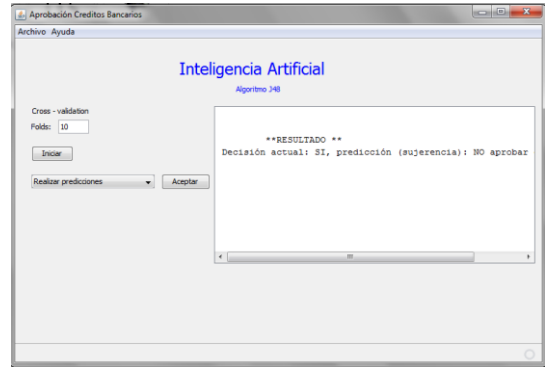 Aprobación Creditos Bancarios
Archivo Ayuda
Inteligencia Artificial
Algoritmo J48
Cross - validation
Folds: 10
Iniciar
Realizar predicciones Aceptar
**RESULTADO **
Decisión actual: SI, predicción (sujerencia): NO aprobar